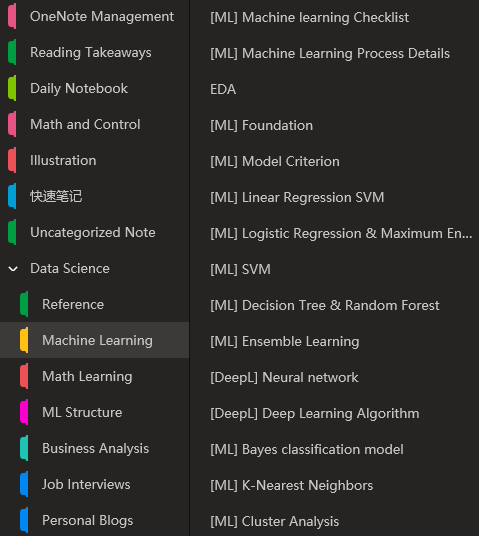 OneNote Management
Reading Takeaways
Daily Notebook
Math and Control
Illustration
快速笔记
Uncategorized Note
Data Science
Reference
Machine Learning
Math Learning
ML Structure
Business Analysis
Job Interviews
Personal Blogs
[ML] Machine learning Checklist
[ML] Machine Learning Process Details
EDA
[ML] Foundation
[ML] Model Criterion
[ML] Linear Regression SVM
[ML] Logistic Regression & Maximum En...
[ML] SVM
[ML] Decision Tree & Random Forest
[ML] Ensemble Learning
[DeepL] Neural network
[DeepL] Deep Learning Algorithm
[ML] Bayes classification model
[ML] K-Nearest Neighbors
[ML] Cluster Analysis